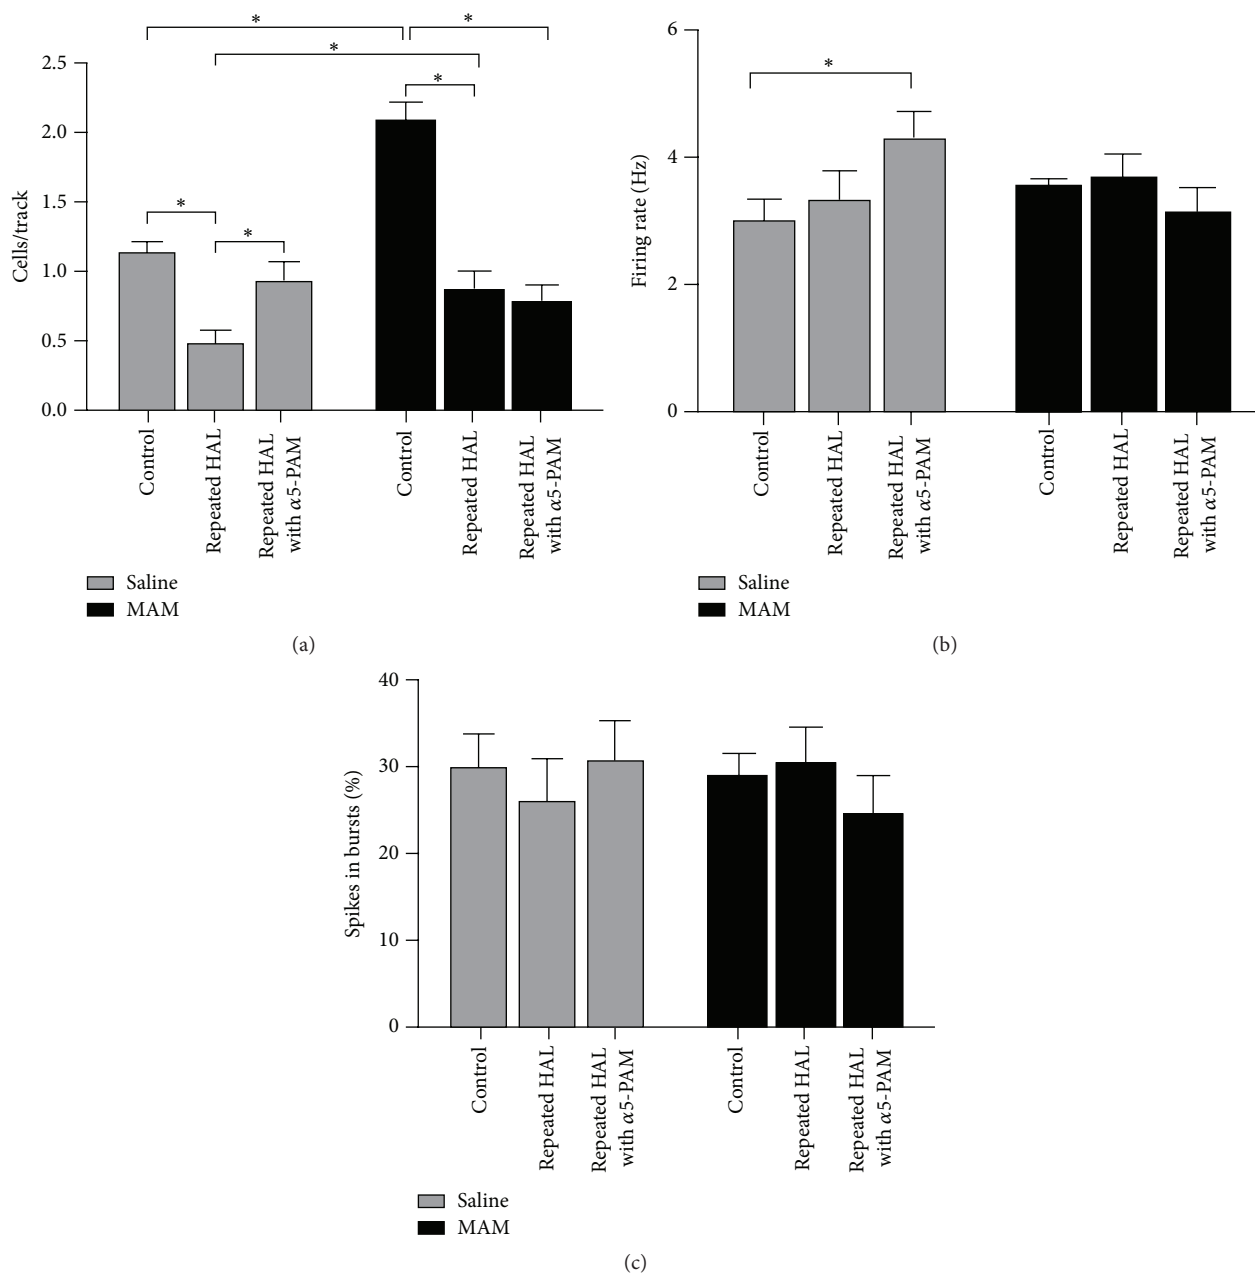 *
*
*
*
*
*
2.5
2.0
1.5
1.0
0.5
0.0
Cells/track
Control
Repeated HAL
Repeated HAL
with α5-PAM
Control
Repeated HAL
Repeated HAL
with α5-PAM
Saline
MAM
(a)
*
6
4
2
0
Firing rate (Hz)
Control
Repeated HAL
Repeated HAL
with α5-PAM
Control
Repeated HAL
Repeated HAL
with α5-PAM
Saline
MAM
(b)
40
30
20
10
0
Spikes in bursts (%)
Control
Repeated HAL
Repeated HAL
with α5-PAM
Control
Repeated HAL
Repeated HAL
with α5-PAM
Saline
MAM
(c)